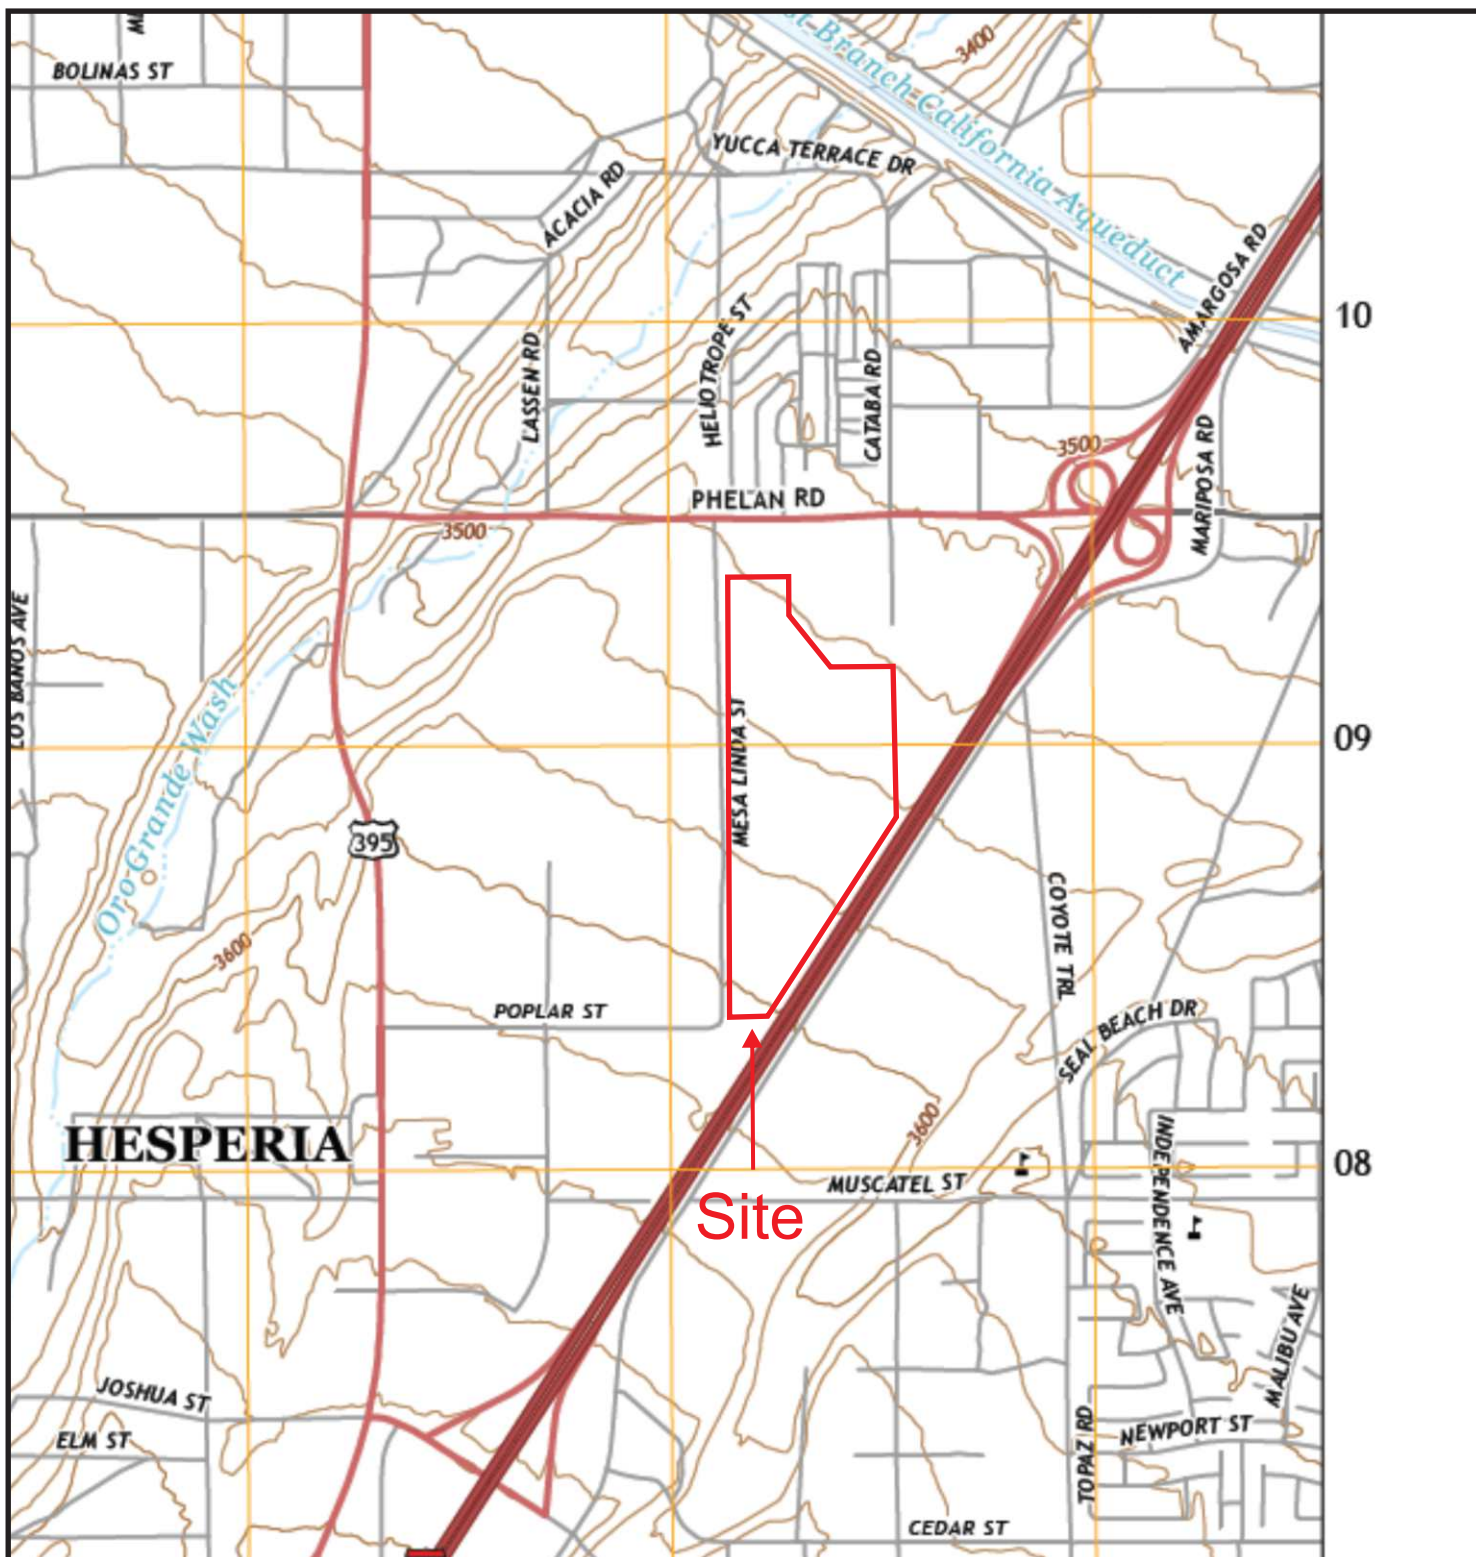 BOLINAS ST
3400
st Branch California Aqueduct
YUCCA TERRACE DR
ACACIA RD
AMARGOSA RD
10
HELIOTROPE ST
LASSEN RD
CATABA RD
3500
MARIPOSA RD
PHELAN RD
3500
LOS BANOS AVE
Oro Grande Wash
MESA LINDA ST
09
395
COYOTE TRL
3600
POPLAR ST
SEAL BEACH DR
3600
HESPERIA
INDEPENDENCE AVE
08
MUSCATEL ST
Site
MALIBU AVE
JOSHUA ST
NEWPORT ST
ELM ST
TOPAZ RD
CEDAR ST